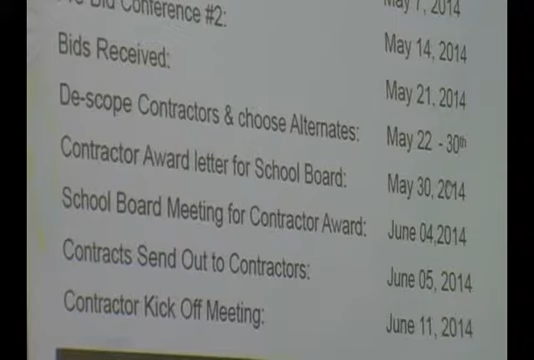 May 7, 2014
Bid Conference #2: May 14, 2014
Bids Received: May 21, 2014
De-scope Contractors & choose Alternates: May 22 - 30th
Contractor Award letter for School Board: May 30, 2014
School Board Meeting for Contractor Award: June 04,2014
Contracts Send Out to Contractors: June 05, 2014
Contractor Kick Off Meeting: June 11, 2014